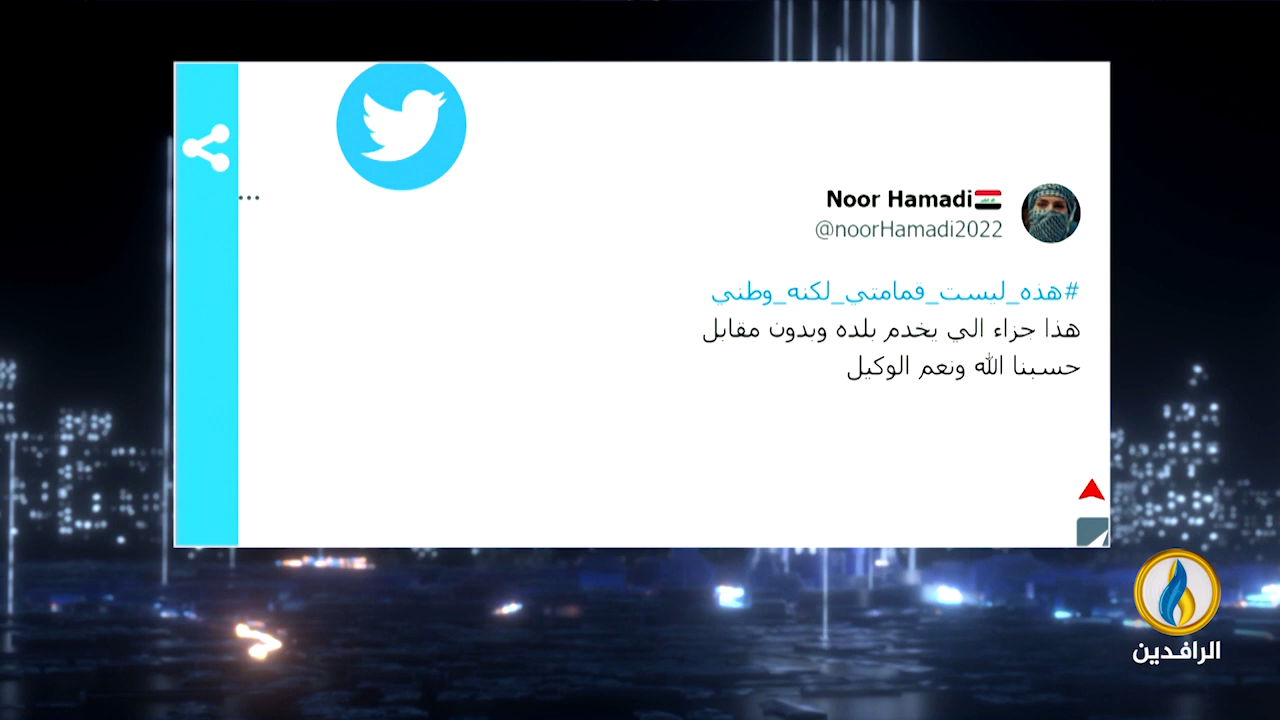 Noor Hamadi
@noorHamadi2022
#هذه_ليست_قمامتي_لكنه_وطني
هذا جزاء الي يخدم بلده وبدون مقابل
حسبنا الله ونعم الوكيل
الرافدين